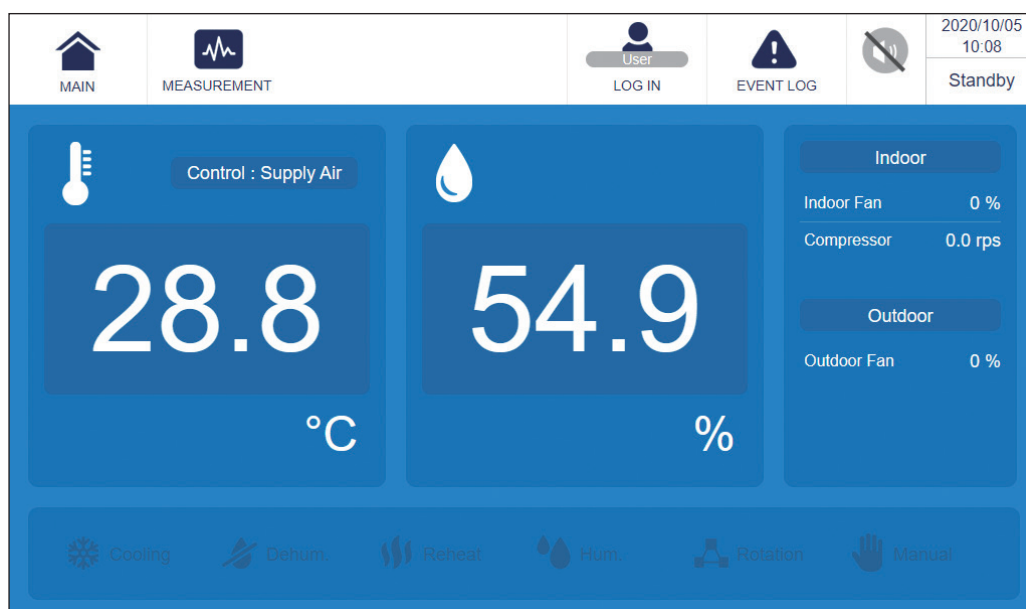 MAIN
MEASUREMENT
User
LOG IN
EVENT LOG
2020/10/05
10:08
Standby
Control : Supply Air
28.8
°C
54.9
%
Indoor
Indoor Fan 0 %
Compressor 0.0 rps
Outdoor
Outdoor Fan 0 %
Cooling Dehum. Reheat Hum. Rotation Manual